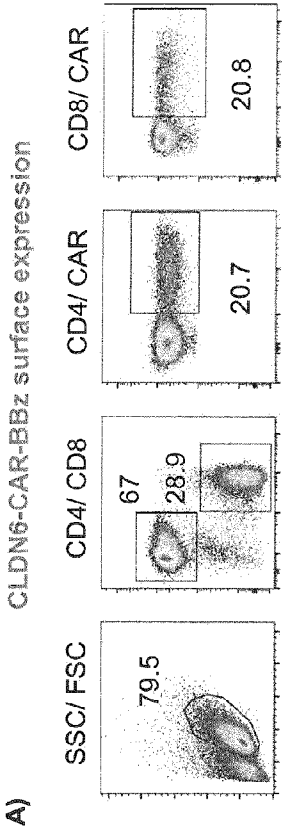 A)
CLDN6-CAR-BBz surface expression
SSC/ FSC
CD4/ CD8
CD4/ CAR
CD8/ CAR
79.5
67
28.9
20.7
20.8